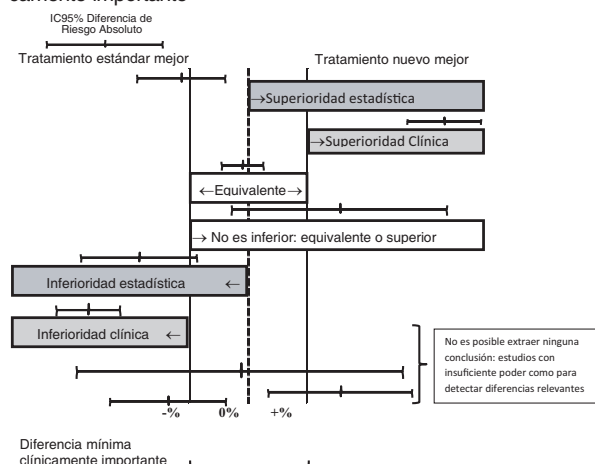 camente importante
IC95% Diferencia de
Riesgo Absoluto
Tratamiento estándar mejor
Tratamiento nuevo mejor
→Superioridad estadística
→Superioridad Clínica
←Equivalente→
→ No es inferior: equivalente o superior
Inferioridad estadística ←
Inferioridad clínica ←
No es posible extraer ninguna
conclusión: estudios con
insuficiente poder como para
detectar diferencias relevantes
-% 0% +%
Diferencia mínima
clínicamente importante